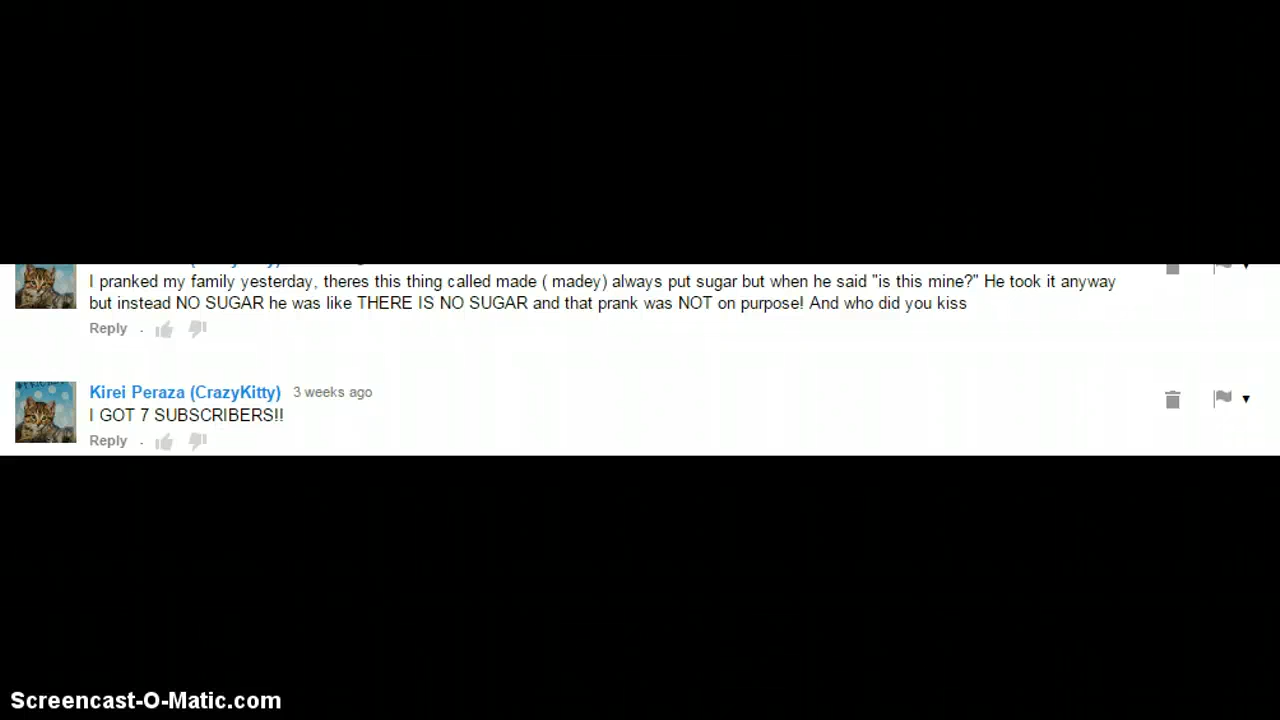 I pranked my family yesterday, theres this thing called made ( madey) always put sugar but when he said "is this mine?" He took it anyway
but instead NO SUGAR he was like THERE IS NO SUGAR and that prank was NOT on purpose! And who did you kiss
Reply .
Kirei Peraza (CrazyKitty) 3 weeks ago
I GOT 7 SUBSCRIBERS!!
Reply .
Screencast-O-Matic.com